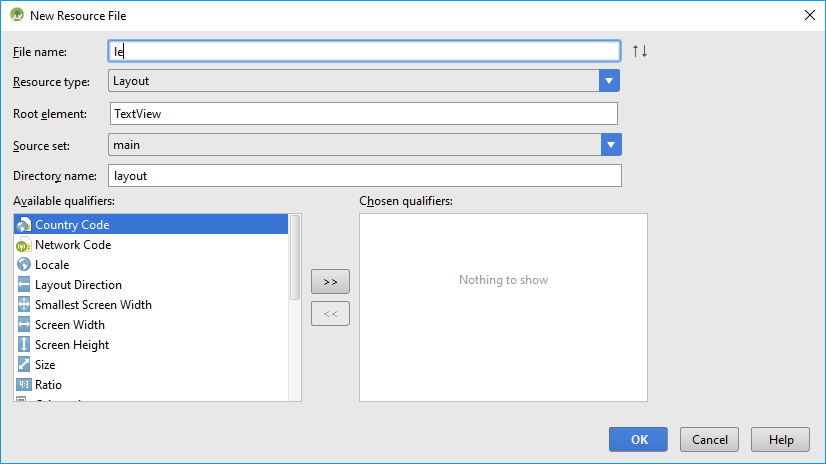 New Resource File
File name: le
Resource type: Layout
Root element: TextView
Source set: main
Directory name: layout
Available qualifiers: Chosen qualifiers:
Country Code
Network Code
Locale
Layout Direction
Smallest Screen Width
Screen Width
Screen Height
Size
Ratio
>>
<<
Nothing to show
OK Cancel Help